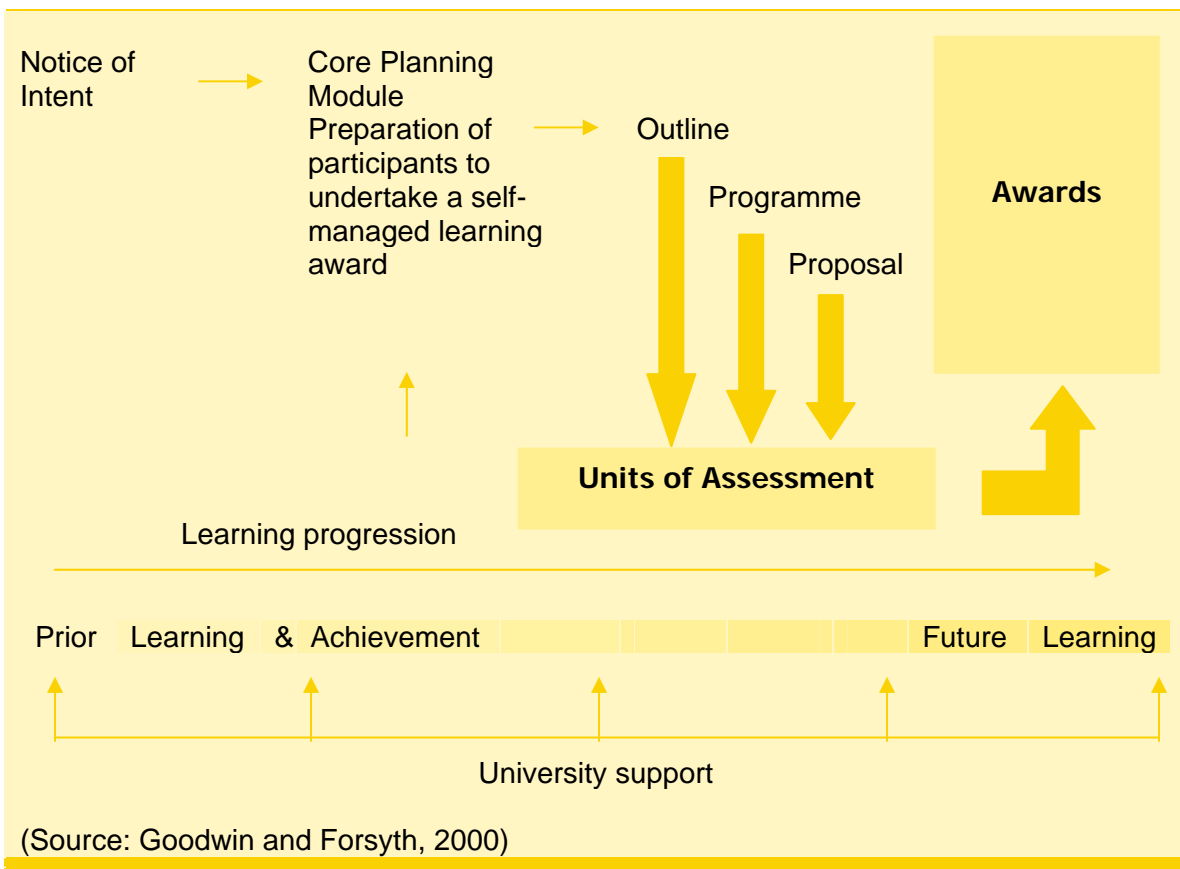 Notice of
Intent
Core Planning
Module
Preparation of
participants to
undertake a self-
managed learning
award
Outline
Programme
Proposal
Awards
Units of Assessment
Learning progression
Prior Learning & Achievement Future Learning
University support
(Source: Goodwin and Forsyth, 2000)